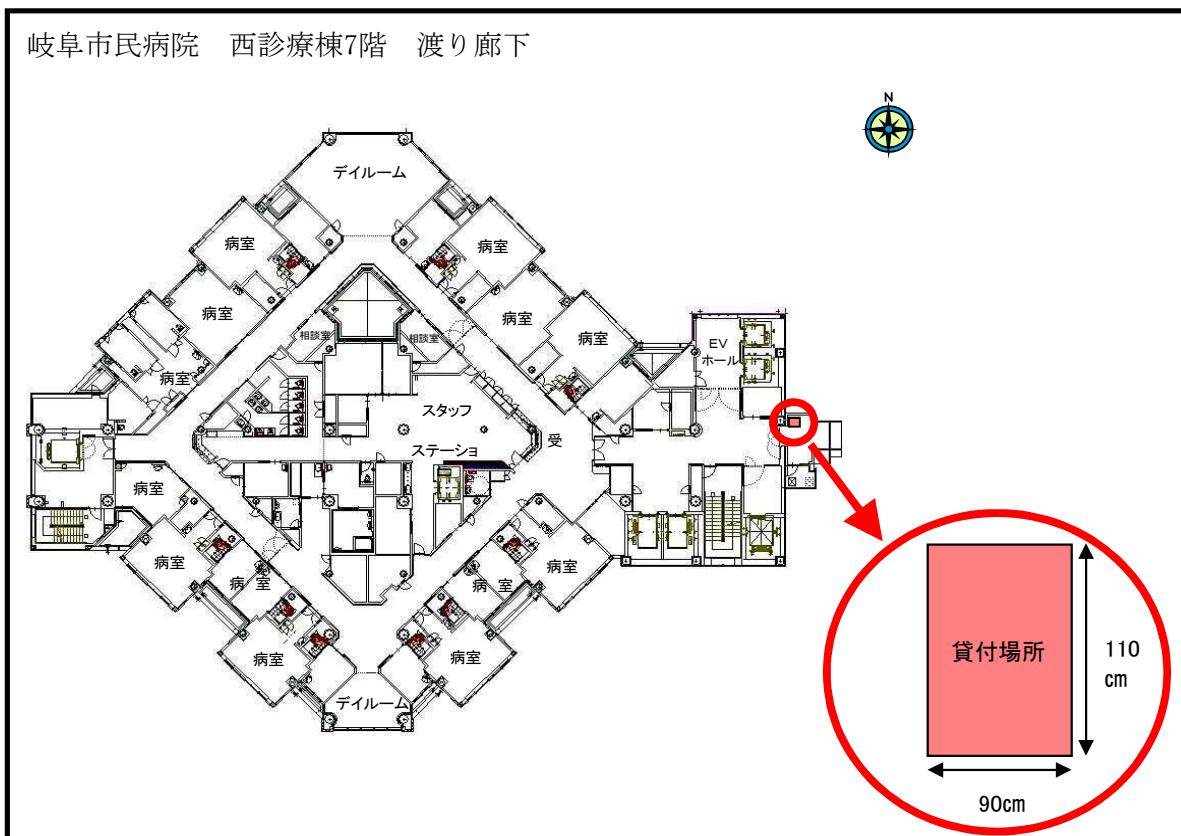 岐阜市民病院　西診療棟7階　渡り廊下
N
デイルーム
病室
病室
病室
病室
病室
相談室
相談室
EV
ホール
病室
スタッフ
ステーショ
受
病室
病室
病室
病室
病室
病室
病室
デイルーム
貸付場所
110
cm
90cm